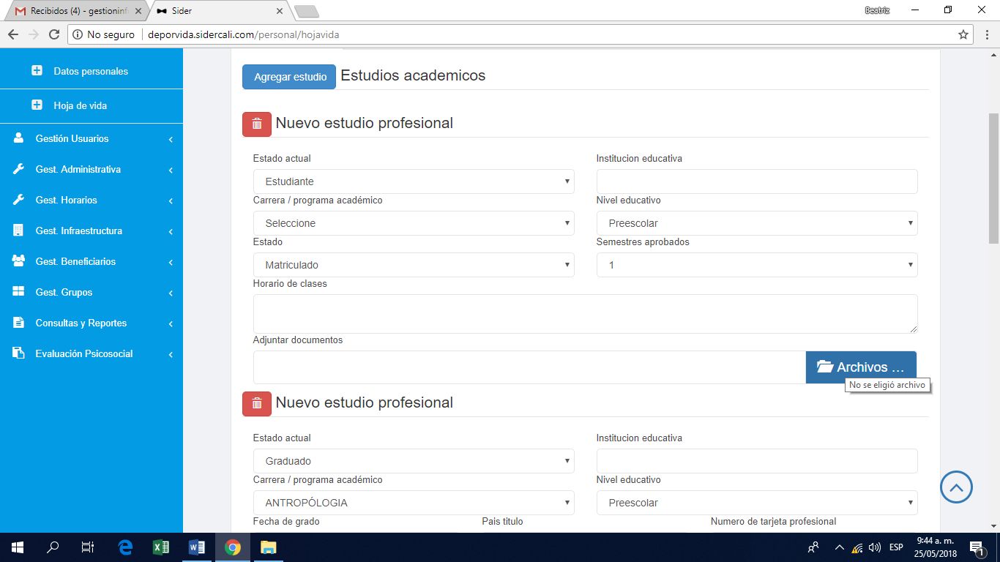 Recibidos (4) - gestioninf
Sider
Beatriz
No seguro
deporvida.sidercali.com/personal/hojavida
Datos personales
Hoja de vida
Gestión Usuarios
Gest. Administrativa
Gest. Horarios
Gest. Infraestructura
Gest. Beneficiarios
Gest. Grupos
Consultas y Reportes
Evaluación Psicosocial
Agregar estudio Estudios academicos
Nuevo estudio profesional
Estado actual Institucion educativa
Estudiante
Carrera / programa académico Nivel educativo
Seleccione Preescolar
Estado Semestres aprobados
Matriculado 1
Horario de clases
Adjuntar documentos
Archivos ...
No se eligió archivo
Nuevo estudio profesional
Estado actual Institucion educativa
Graduado
Carrera / programa académico Nivel educativo
ANTROPÓLOGIA Preescolar
Fecha de grado Pais titulo Numero de tarjeta profesional
ESP
9:44 a. m.
25/05/2018
1